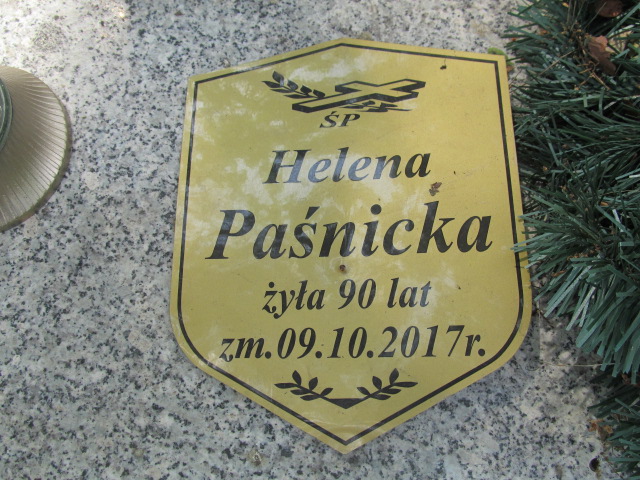 ŚP
Helena
Paśnicka
żyła 90 lat
zm.09.10.2017r.